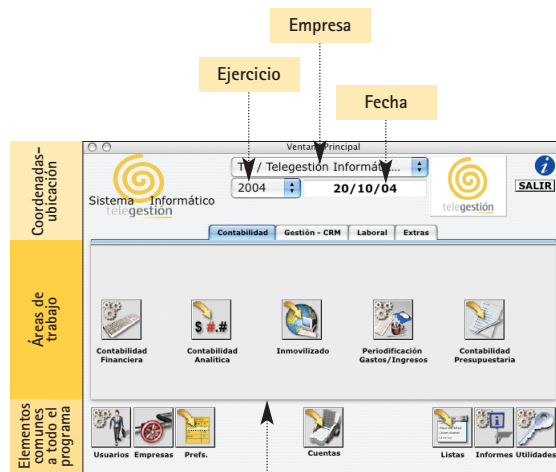 Empresa
Ejercicio
Fecha
Coordenadas-
ubicación
Ventana Principal
/ Telegestión Informátic...
2004
20/10/04
Sistema Informático
telegestión
telegestión
i
SALIR
Contabilidad
Gestión - CRM
Laboral
Extras
Áreas de
trabajo
$ #.#
Contabilidad
Financiera
Contabilidad
Analítica
Inmovilizado
Periodificación
Gastos/Ingresos
Contabilidad
Presupuestaria
Elementos
comunes
a todo el
programa
Usuarios
Empresas
Prefs.
Cuentas
Listas
Informes
Utilidades